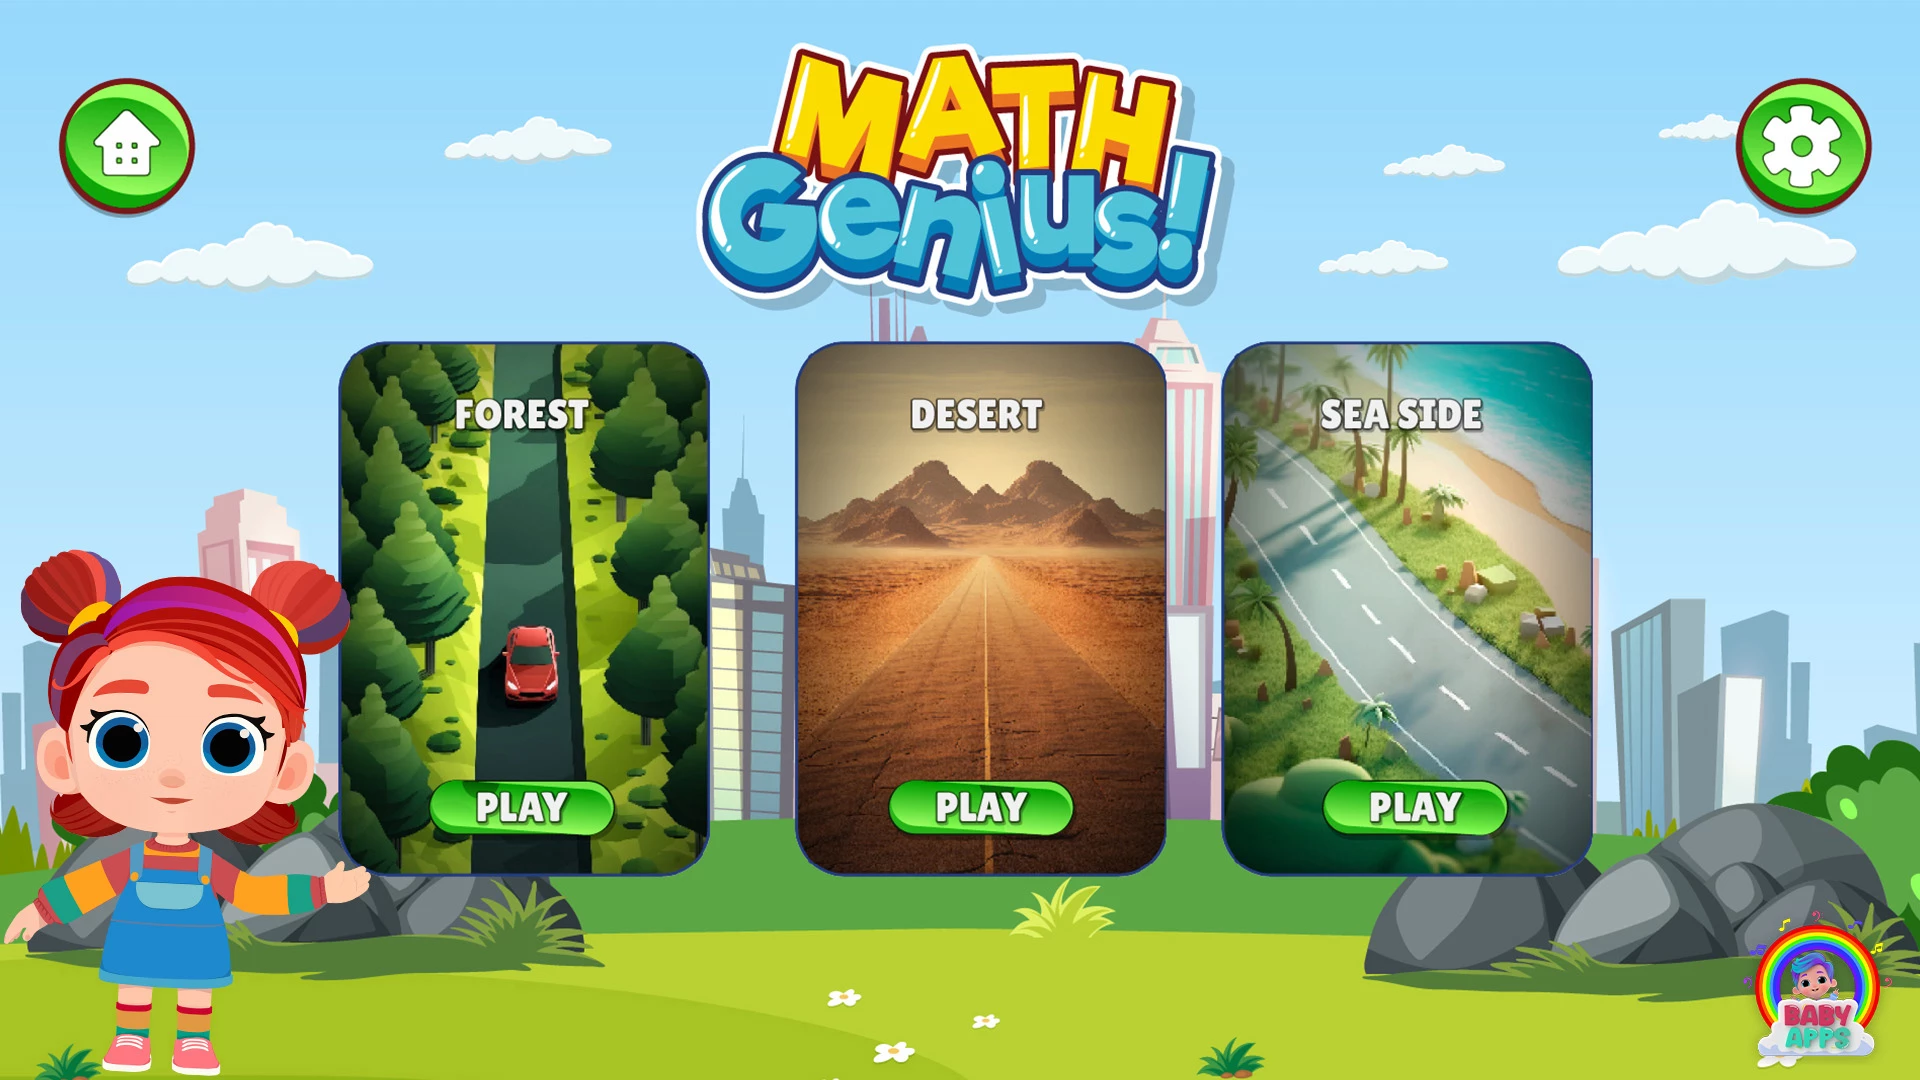 MATH
Genius!
FOREST
DESERT
SEA SIDE
PLAY
PLAY
PLAY
BABY
APPS